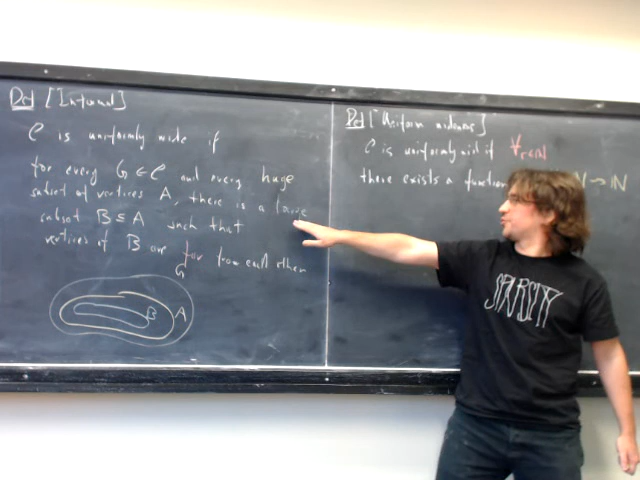 Def [Informal]
C is uniformly wide if
for every G ∈ C and every huge
subset of vertices A, there is a large
subset B ⊆ A such that
vertices of B are far from each other
G
B A
Def [Uniform wideness]
C is uniformly wide if ∀ r∈ℕ
there exists a function N → ℕ
SPARSITY